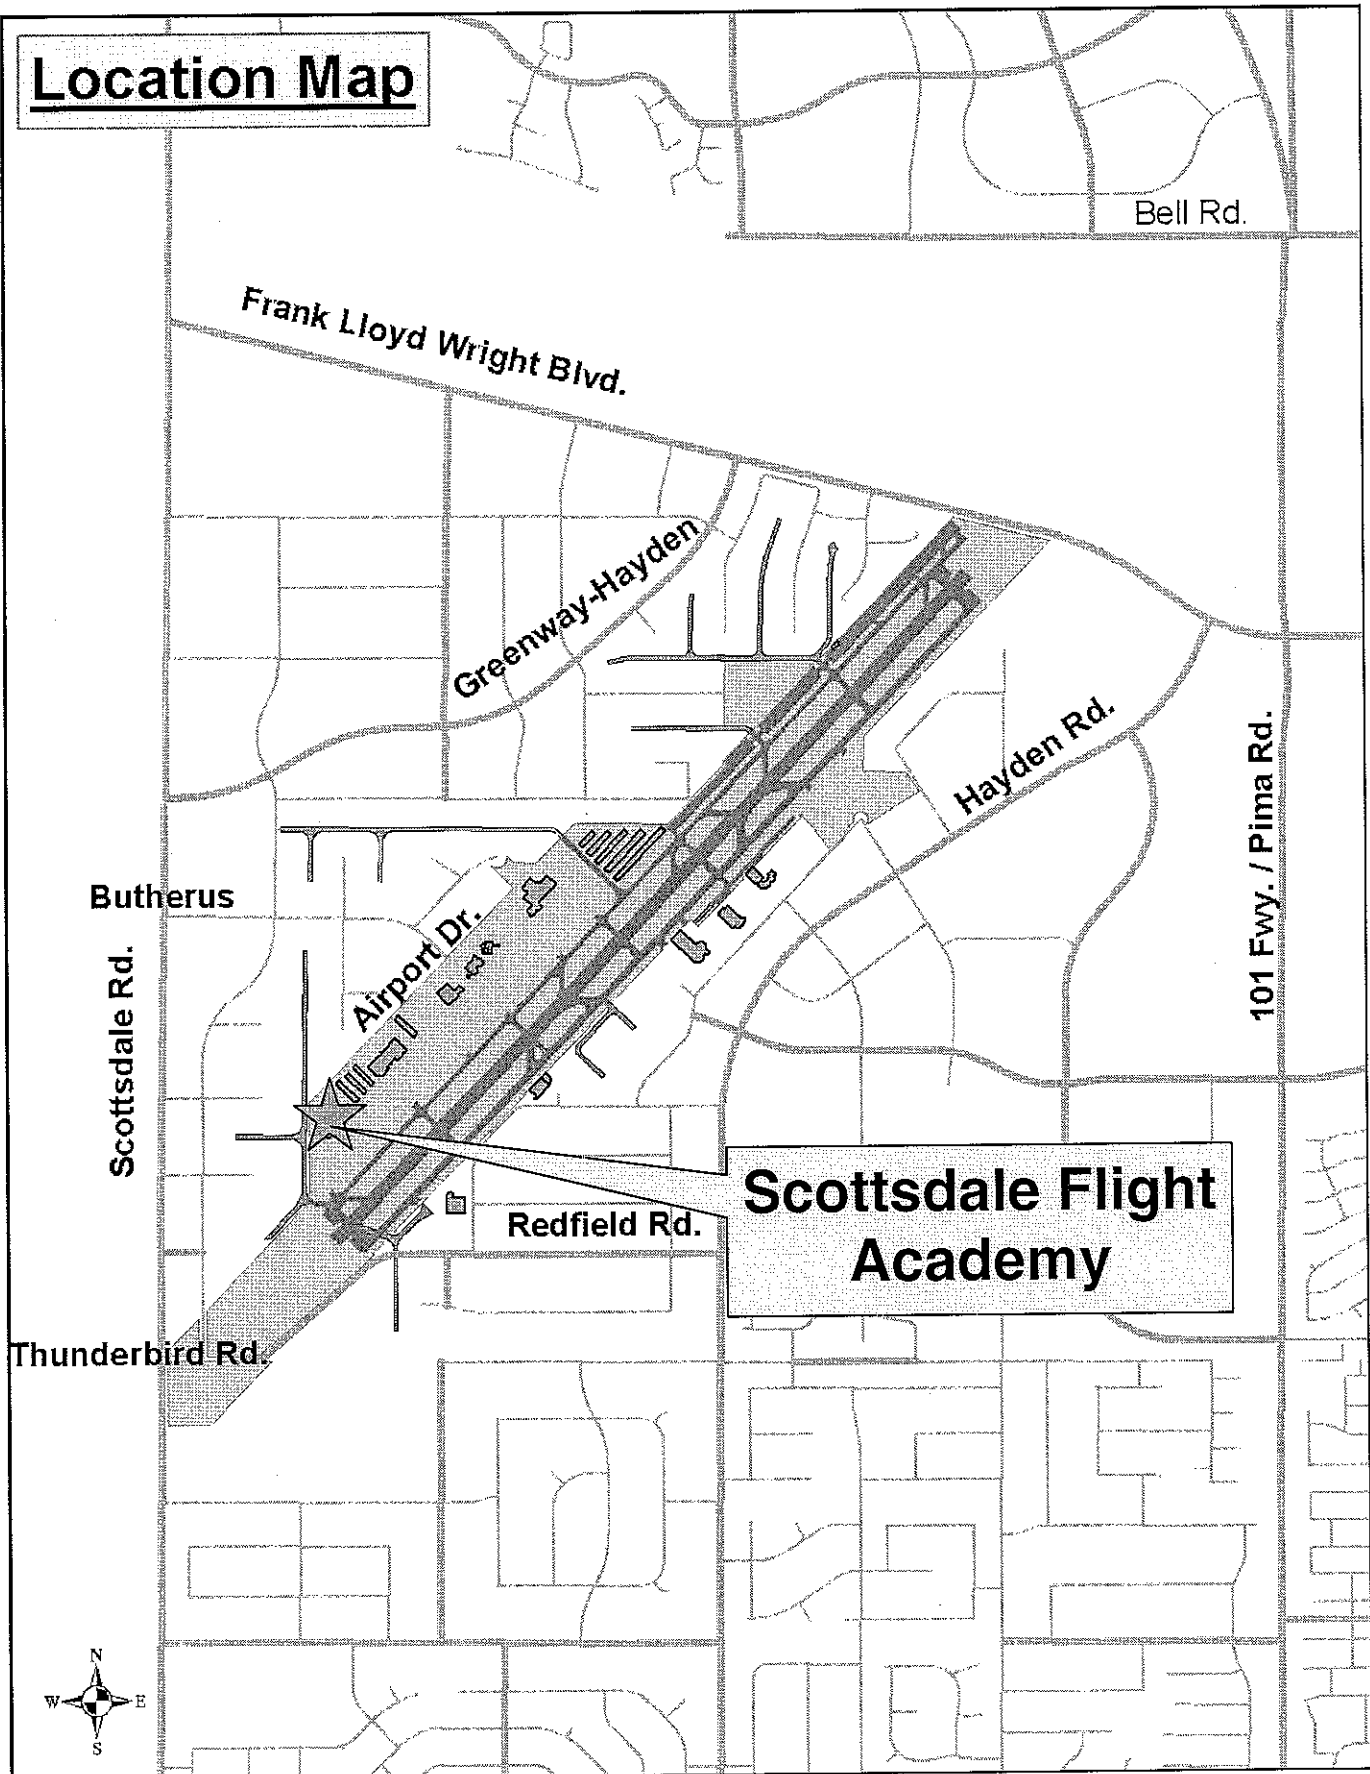 Location Map
Bell Rd.
Frank Lloyd Wright Blvd.
Greenway-Hayden
Hayden Rd.
101 Fwy. / Pima Rd.
Butherus
Airport Dr.
Scottsdale Rd.
Scottsdale Flight
Academy
Redfield Rd.
Thunderbird Rd.
N
W E
S